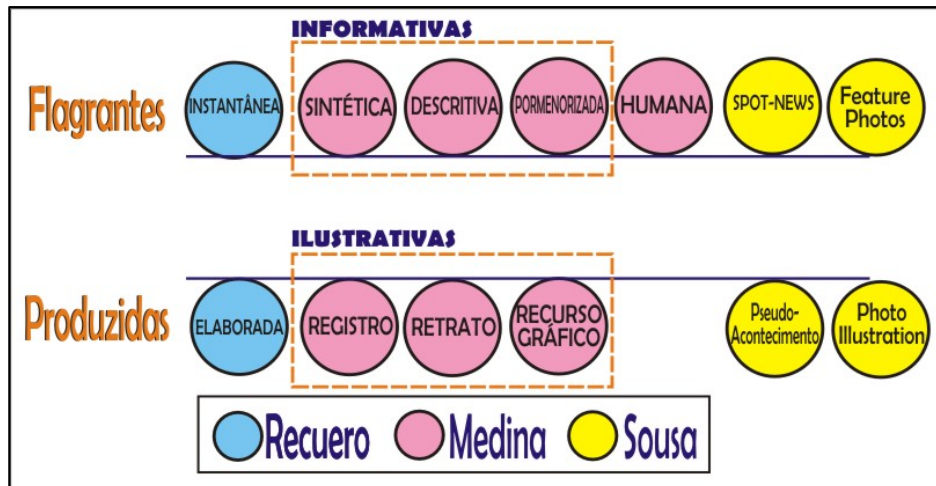 INFORMATIVAS
Flagrantes
INSTANTÂNEA
SINTÉTICA
DESCRITIVA
PORMENORIZADA
HUMANA
SPOT-NEWS
Feature
Photos
ILUSTRATIVAS
Produzidas
ELABORADA
REGISTRO
RETRATO
RECURSO
GRÁFICO
Pseudo-
Acontecimento
Photo
Illustration
Recuero
Medina
Sousa